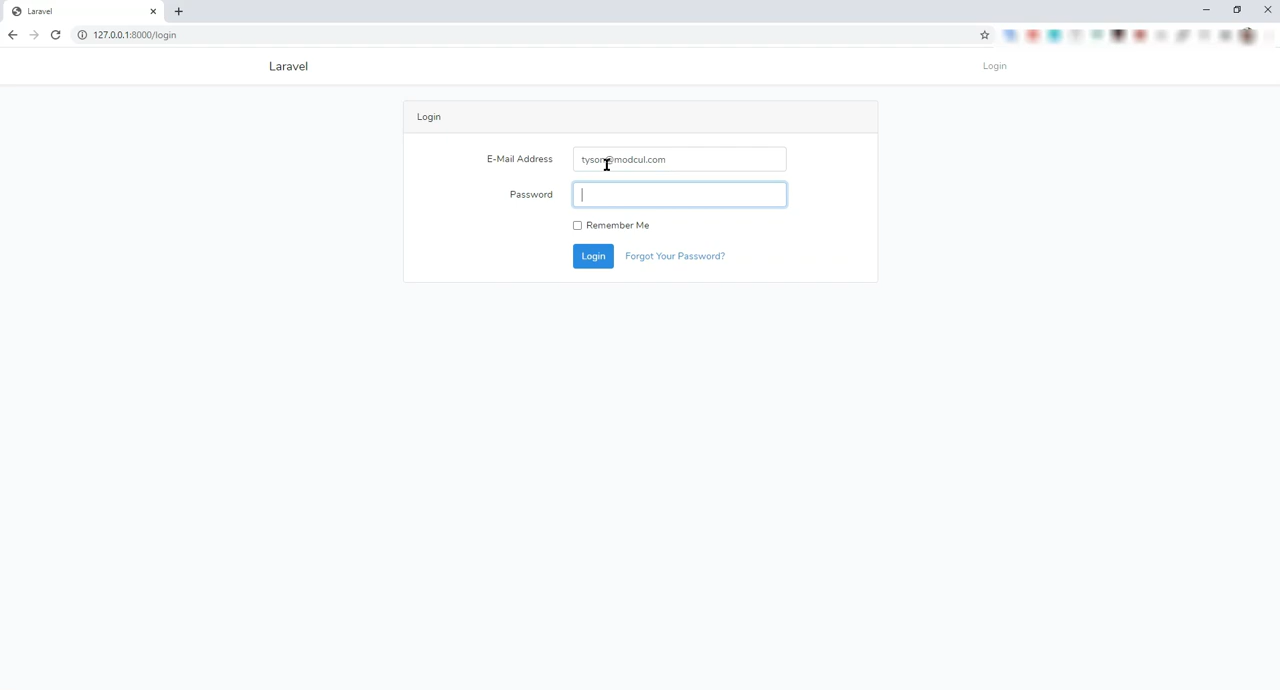 Laravel
127.0.0.1:8000/login
Laravel
Login
Login
E-Mail Address
tyson@modcul.com
Password
Remember Me
Login
Forgot Your Password?